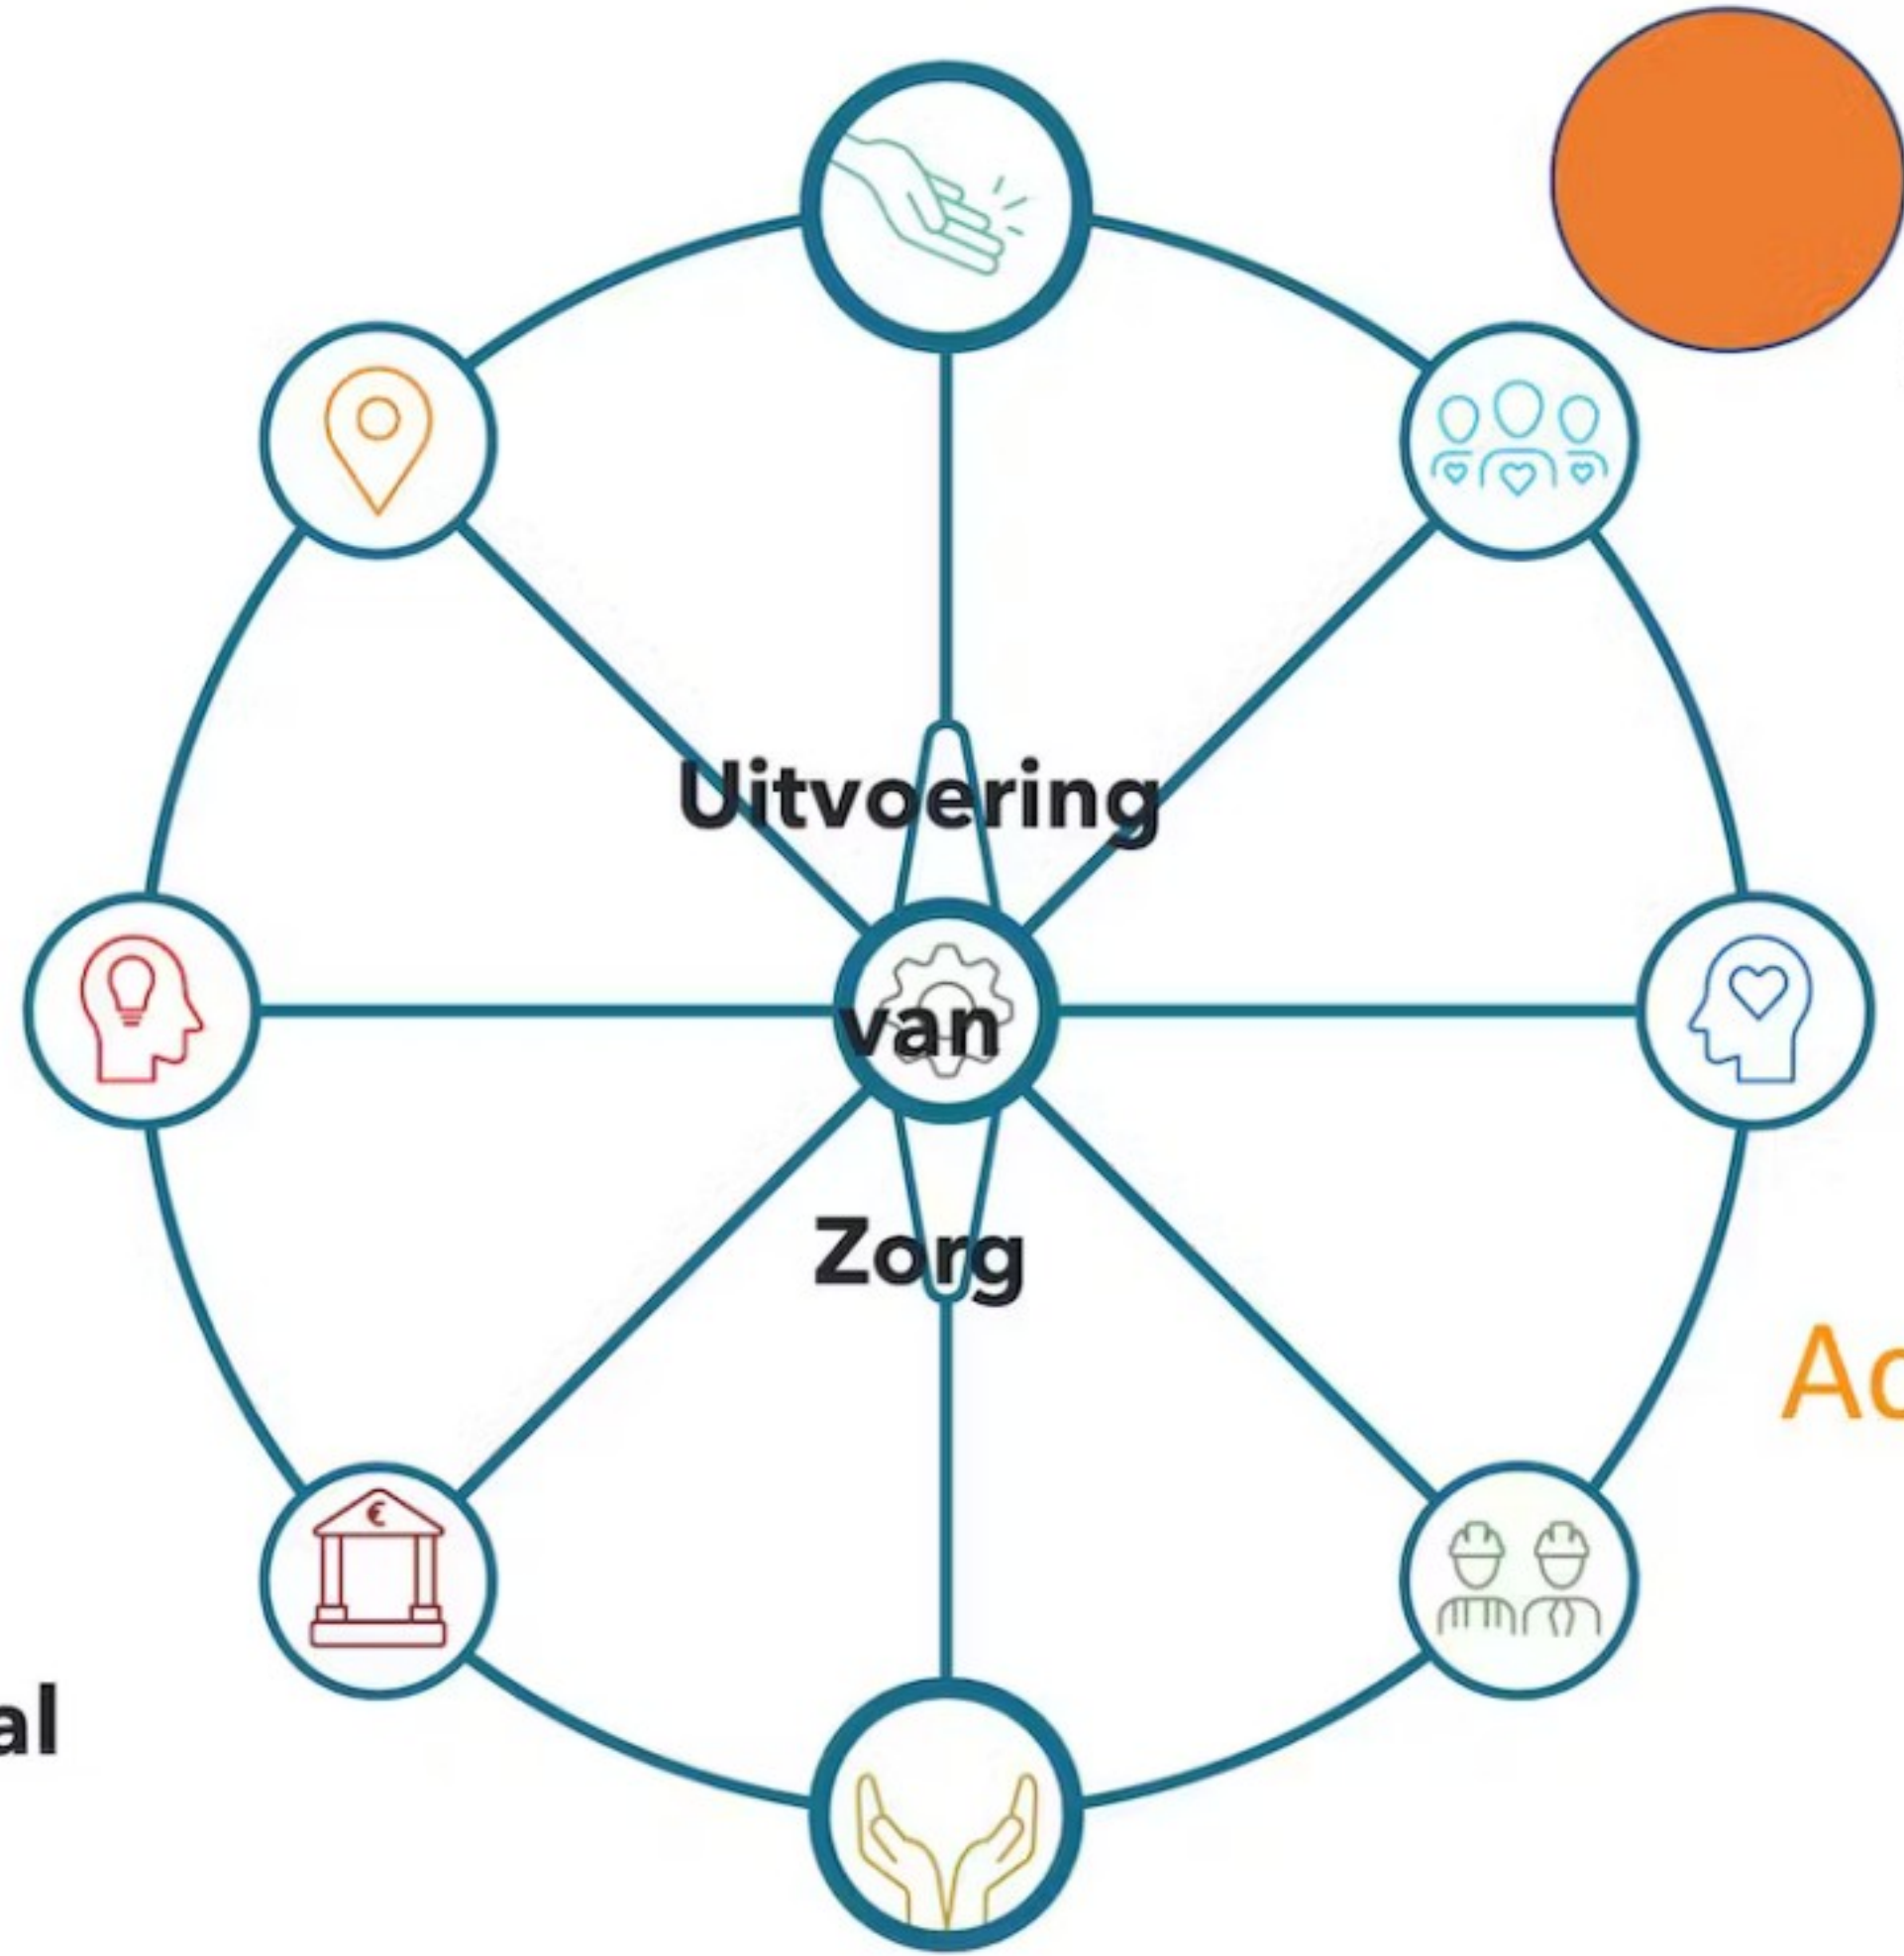 Uitvoering
van
Zorg
Ac
al
€